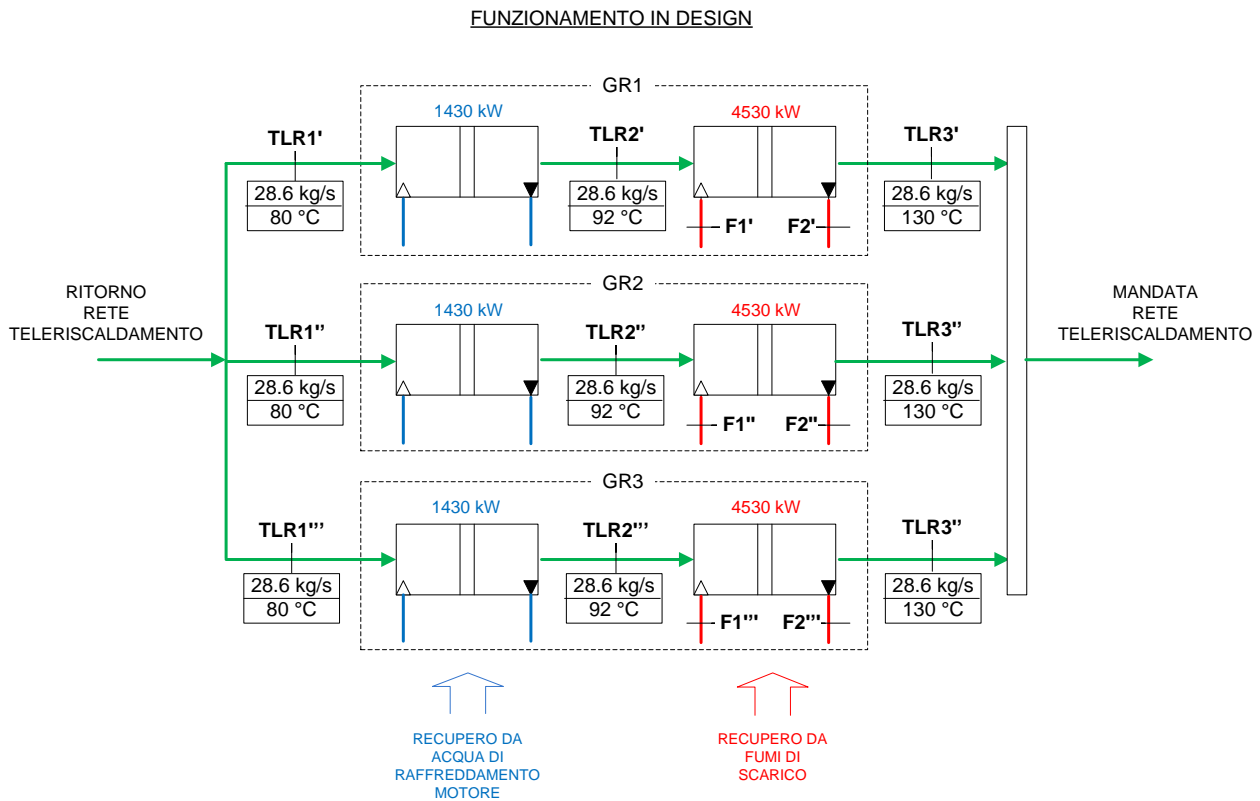 FUNZIONAMENTO IN DESIGN
GR1
1430 kW
4530 kW
TLR1'
TLR2'
TLR3'
28.6 kg/s
80 °C
28.6 kg/s
92 °C
28.6 kg/s
130 °C
F1'
F2'
RITORNO
RETE
TELERISCALDAMENTO
GR2
1430 kW
4530 kW
MANDATA
RETE
TELERISCALDAMENTO
TLR1''
TLR2''
TLR3''
28.6 kg/s
80 °C
28.6 kg/s
92 °C
28.6 kg/s
130 °C
F1''
F2''
GR3
1430 kW
4530 kW
TLR1'''
TLR2'''
TLR3''
28.6 kg/s
80 °C
28.6 kg/s
92 °C
28.6 kg/s
130 °C
F1'''
F2'''
RECUPERO DA
ACQUA DI
RAFFREDDAMENTO
MOTORE
RECUPERO DA
FUMI DI
SCARICO